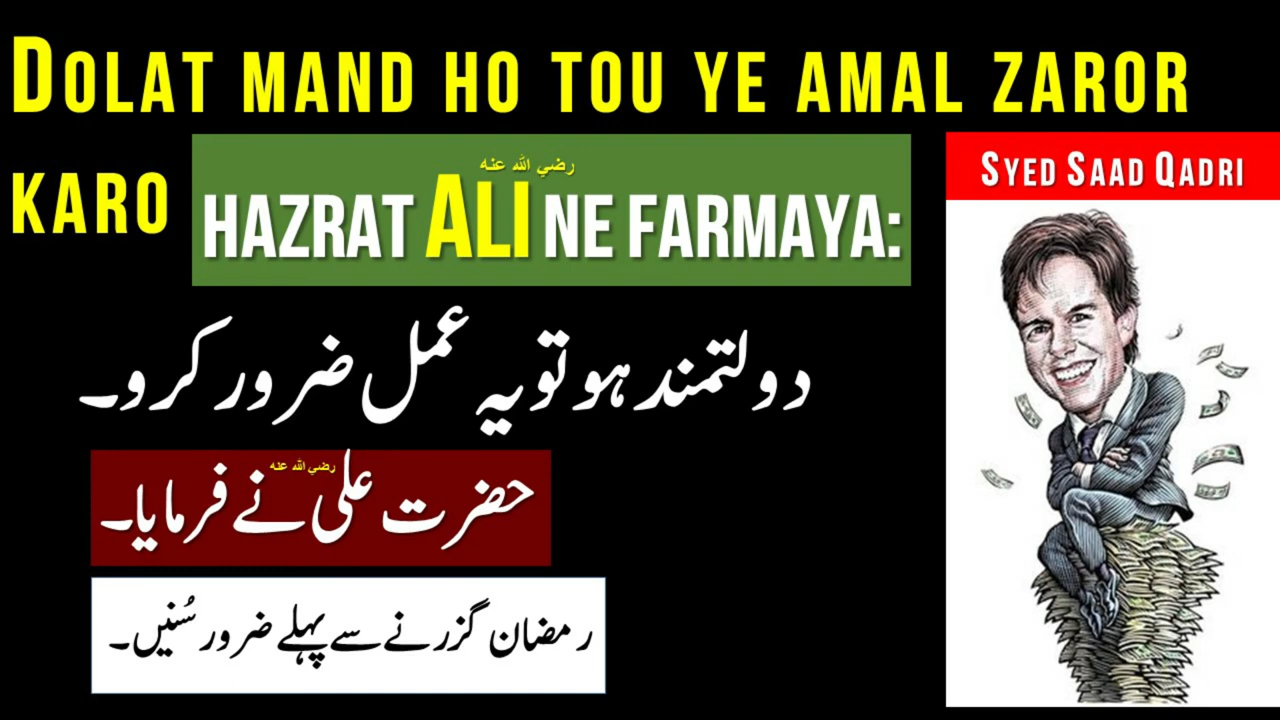 DOLAT MAND HO TOU YE AMAL ZAROR
KARO
رضي الله عنه
HAZRAT ALI NE FARMAYA:
SYED SAAD QADRI
دولتمند ہو تو یہ عمل ضرور کرو۔
رضي الله عنه
حضرت علی نے فرمایا۔
رمضان گزرنے سے پہلے ضرور سُنیں۔